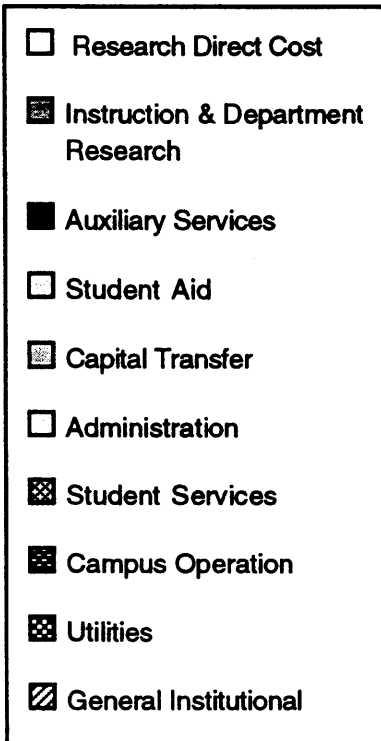 Research Direct Cost
Instruction & Department
Research
Auxiliary Services
Student Aid
Capital Transfer
Administration
Student Services
Campus Operation
Utilities
General Institutional